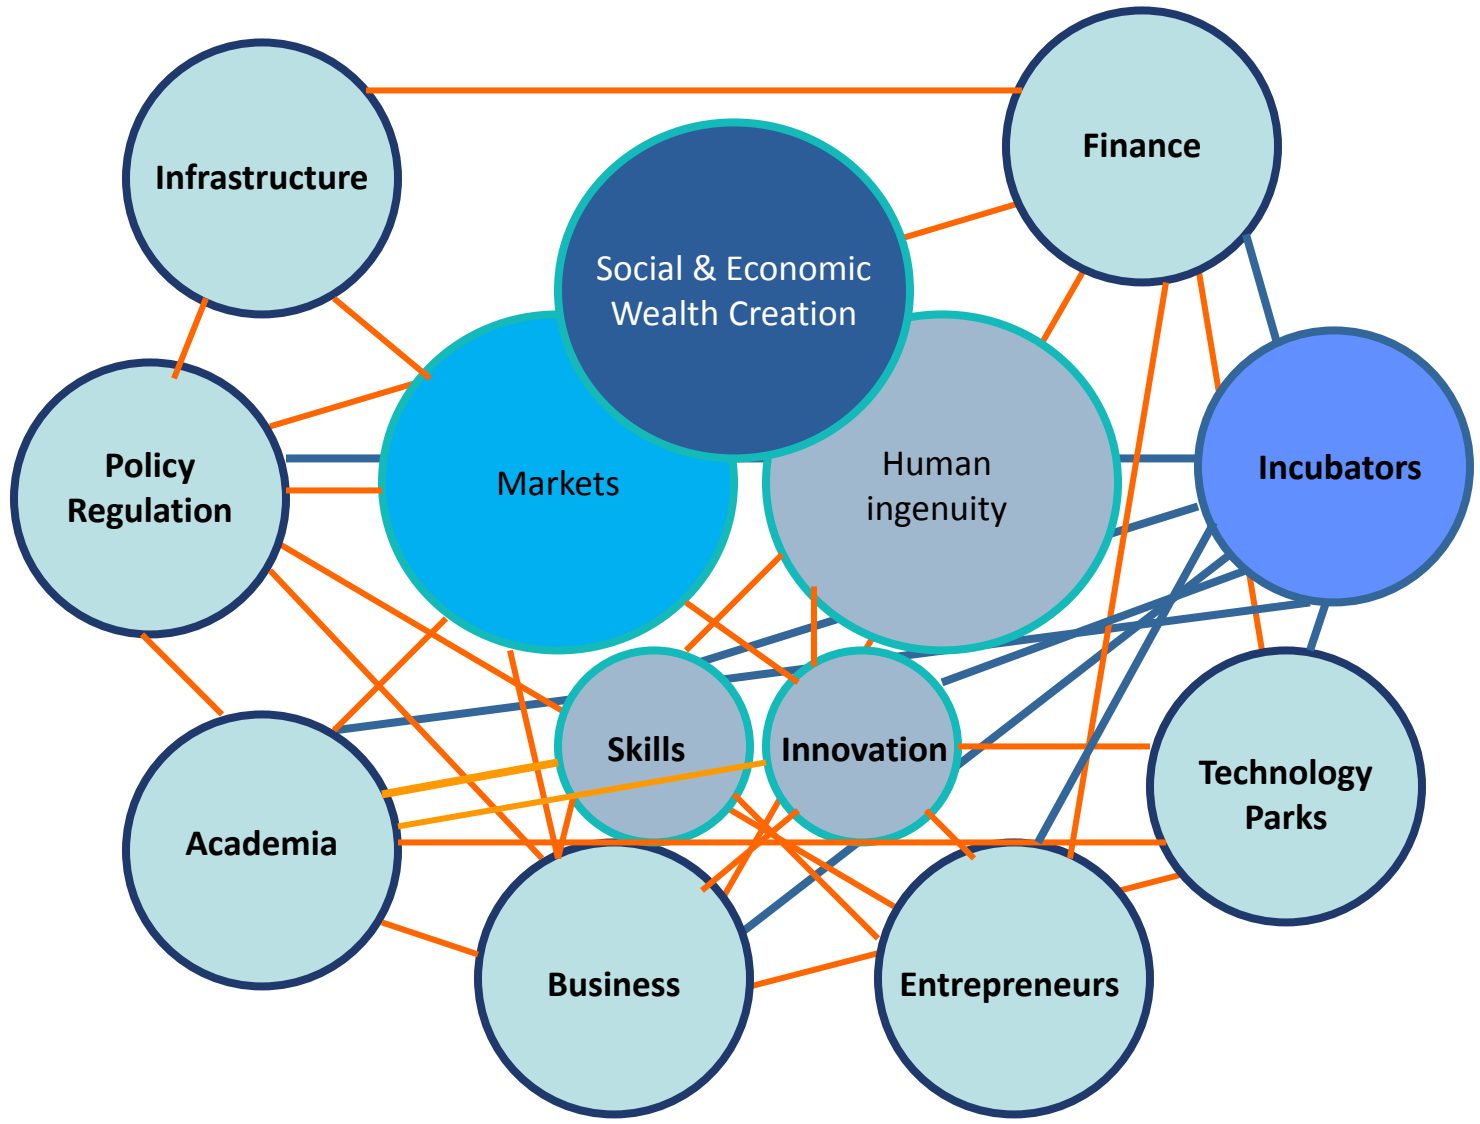 Infrastructure
Finance
Social & Economic
Wealth Creation
Policy
Regulation
Markets
Human
ingenuity
Incubators
Skills
Innovation
Technology
Parks
Academia
Business
Entrepreneurs